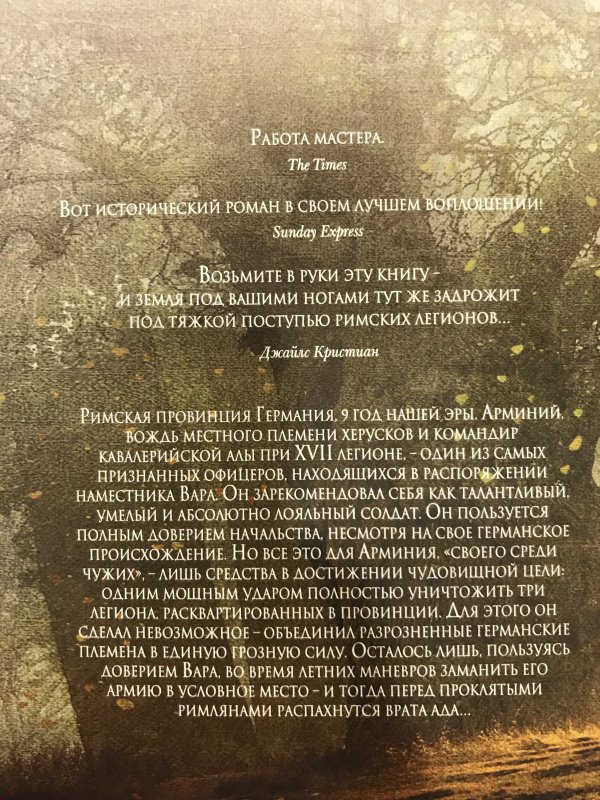 Работа мастера.
The Times
Вот исторический роман в своем лучшем воплощении!
Sunday Express
Возьмите в руки эту книгу –
и земля под вашими ногами тут же задрожит
под тяжкой поступью римских легионов...
Джайлс Кристиан
Римская провинция Германия, 9 год нашей эры. Арминий,
вождь местного племени херусков и командир
кавалерийской алы при XVII легионе, – один из самых
признанных офицеров, находящихся в распоряжении
наместника Вара. Он зарекомендовал себя как талантливый,
умелый и абсолютно лояльный солдат. Он пользуется
полным доверием начальства, несмотря на свое германское
происхождение. Но все это для Арминия, «своего среди
чужих», – лишь средства в достижении чудовищной цели:
одним мощным ударом полностью уничтожить три
легиона, расквартированных в провинции. Для этого он
сделал невозможное – объединил разрозненные германские
племена в единую грозную силу. Осталось лишь, пользуясь
доверием Вара, во время летних маневров заманить его
армию в условное место – и тогда перед проклятыми
римлянами распахнутся врата ада...